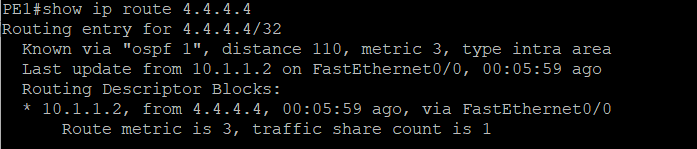 PE1#show ip route 4.4.4.4
Routing entry for 4.4.4.4/32
  Known via "ospf 1", distance 110, metric 3, type intra area
  Last update from 10.1.1.2 on FastEthernet0/0, 00:05:59 ago
  Routing Descriptor Blocks:
  * 10.1.1.2, from 4.4.4.4, 00:05:59 ago, via FastEthernet0/0
      Route metric is 3, traffic share count is 1